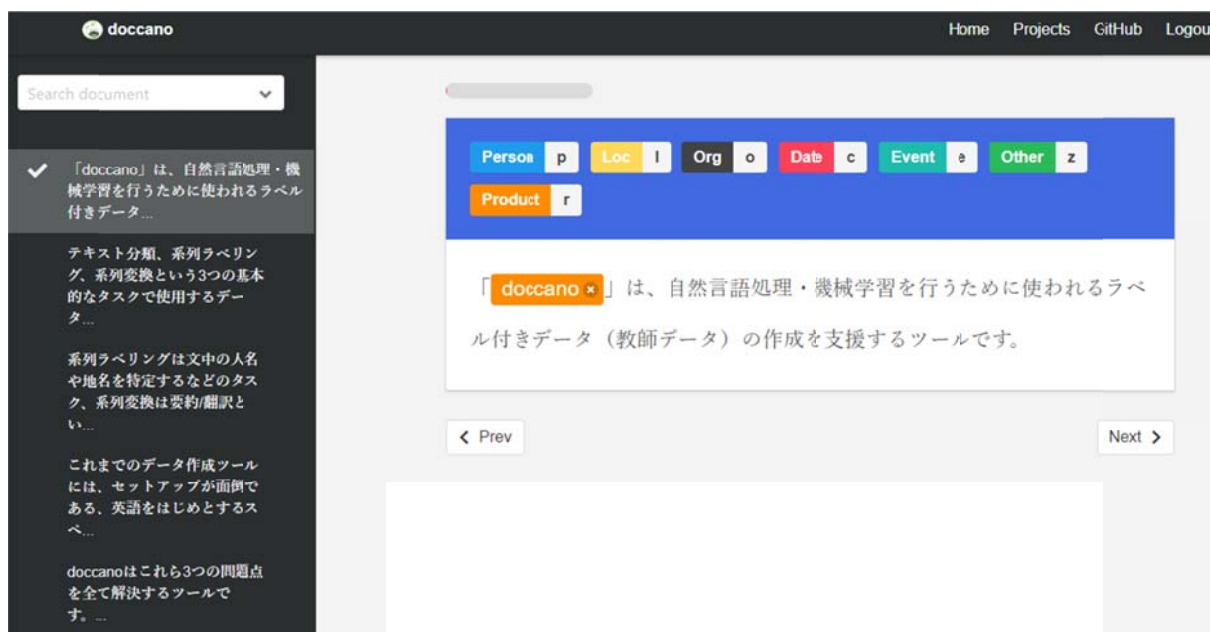 doccano
Home Projects GitHub Logou
Search document
「doccano」は、自然言語処理・機
械学習を行うために使われるラベル
付きデータ...
テキスト分類、系列ラベリン
グ、系列変換という3つの基本
的なタスクで使用するデー
タ...
系列ラベリングは文中の人名
や地名を特定するなどのタス
ク、系列変換は要約/翻訳と
い...
これまでのデータ作成ツール
には、セットアップが面倒で
ある、英語をはじめとするス
ペ...
doccanoはこれら3つの問題点
を全て解決するツールで
す。...
Person p Loc l Org o Date c Event e Other z
Product r
「doccano」は、自然言語処理・機械学習を行うために使われるラベ
ル付きデータ（教師データ）の作成を支援するツールです。
Prev
Next